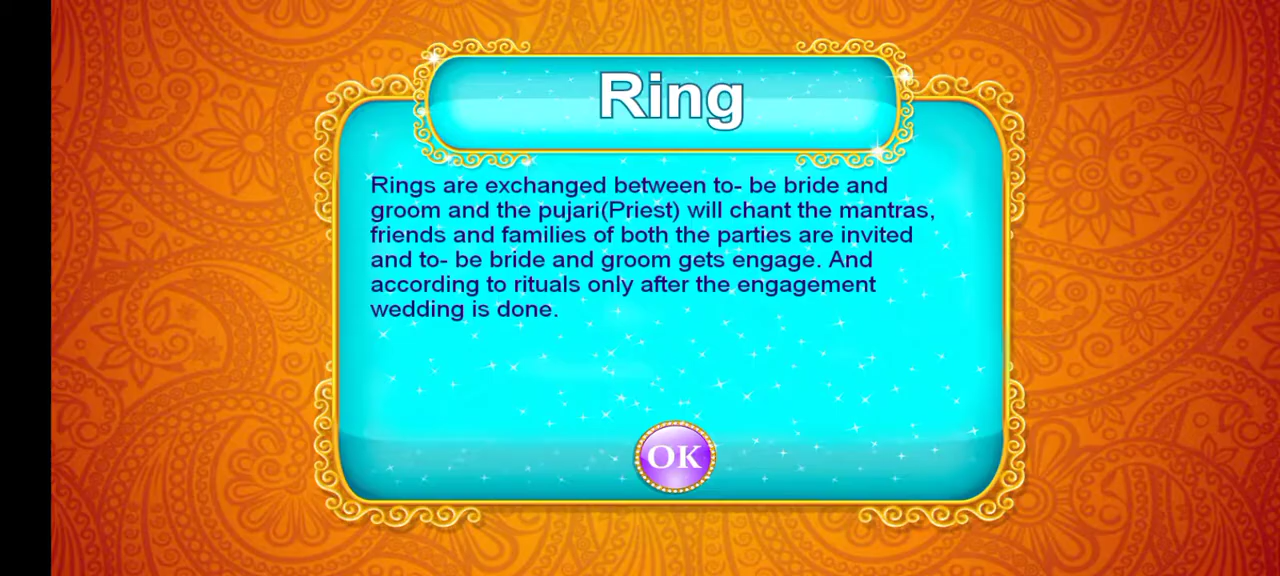 Ring
Rings are exchanged between to- be bride and
groom and the pujari(Priest) will chant the mantras,
friends and families of both the parties are invited
and to- be bride and groom gets engage. And
according to rituals only after the engagement
wedding is done.
OK